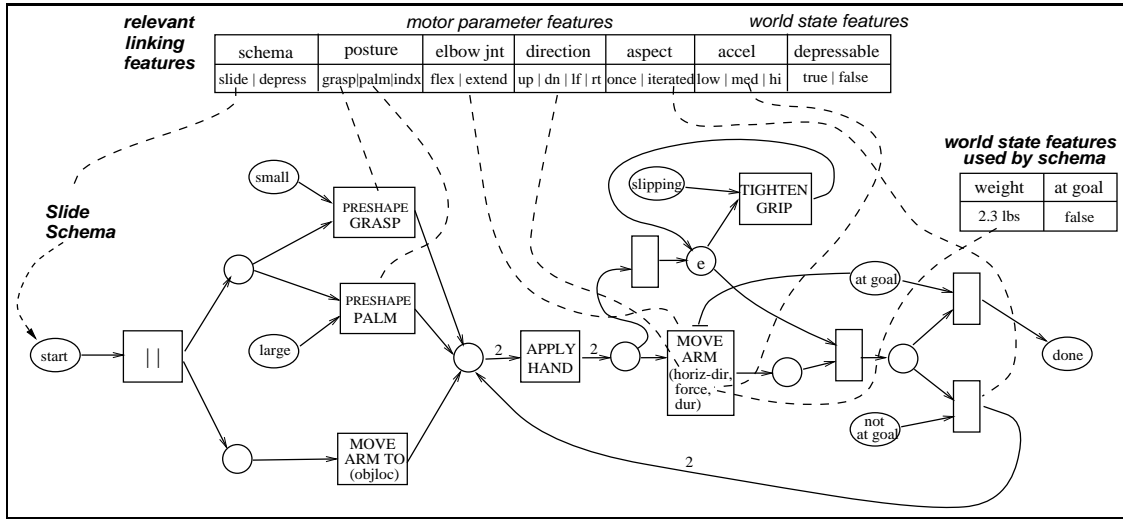 relevant linking features
motor parameter features
world state features
schema | posture | elbow jnt | direction | aspect | accel | depressable
slide | depress | grasp|palm|indx | flex | extend | up | dn | lf | rt | once | iterated | low | med | hi | true | false
world state features used by schema
weight | at goal
2.3 lbs | false
Slide Schema
small
PRESHAPE GRASP
slipping
TIGHTEN GRIP
e
at goal
PRESHAPE PALM
large
start
| |
2
APPLY HAND
2
MOVE ARM (horiz-dir, force, dur)
done
not at goal
MOVE ARM TO (objloc)
2